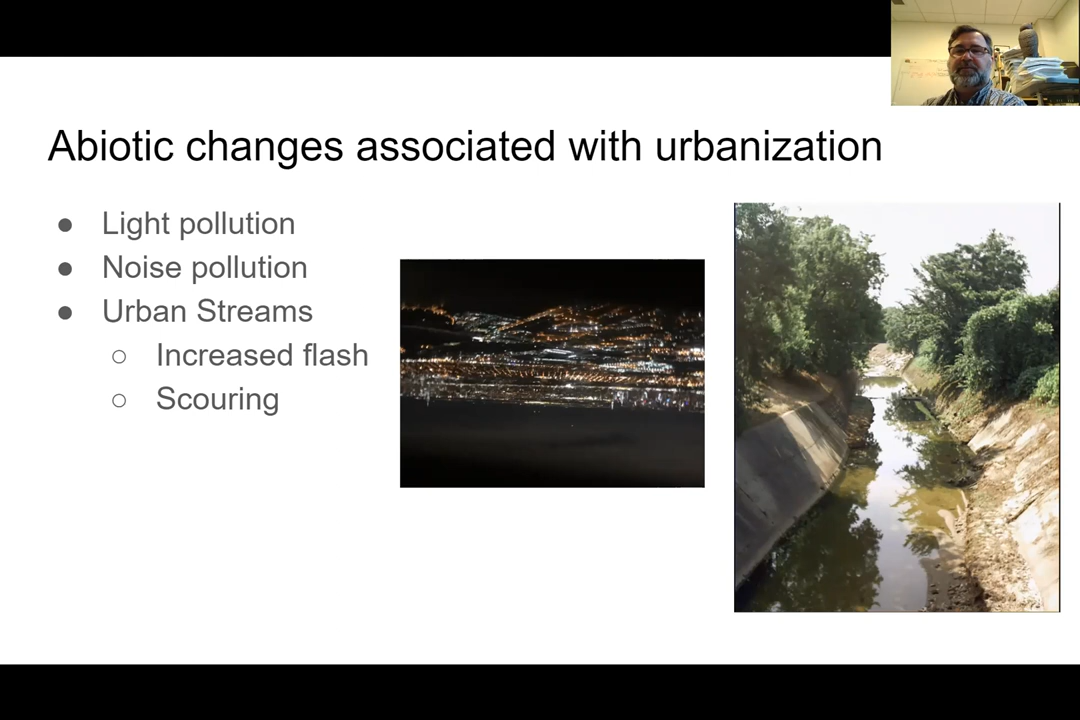 Abiotic changes associated with urbanization
● Light pollution
● Noise pollution
● Urban Streams
○ Increased flash
○ Scouring